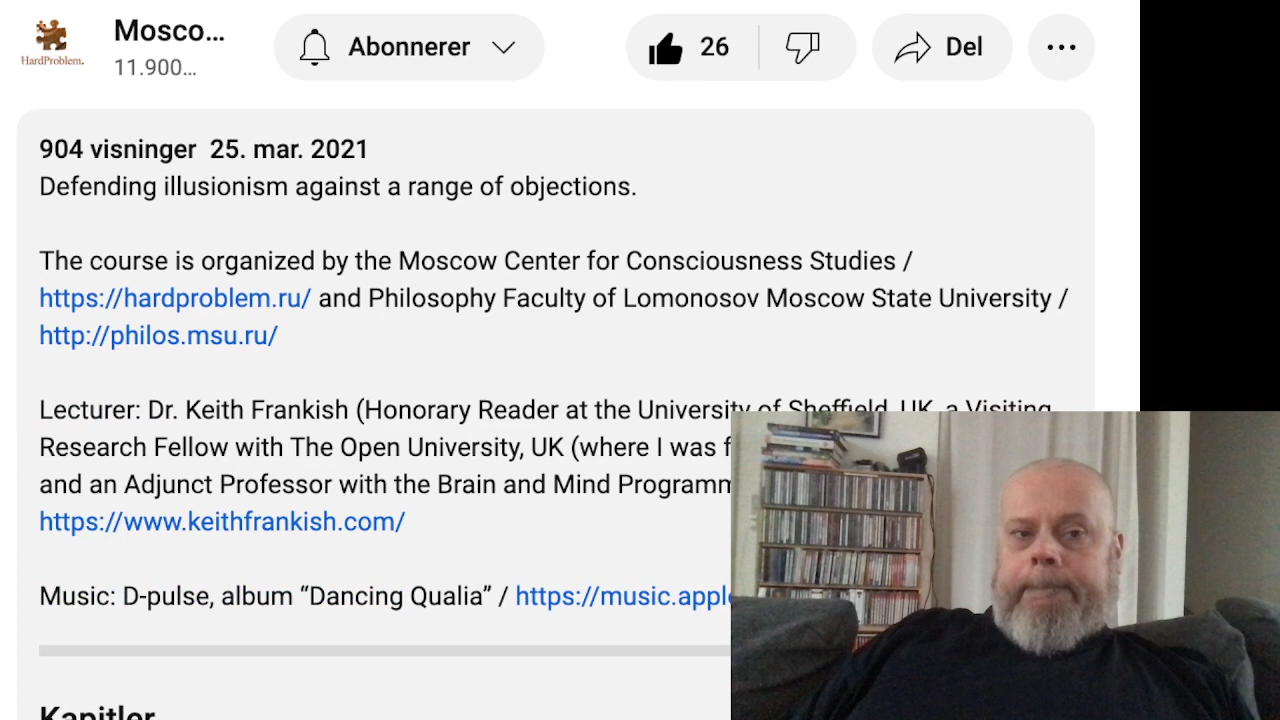 HardProblem.
Mosco...
11.900...
Abonnerer
26
Del
904 visninger 25. mar. 2021
Defending illusionism against a range of objections.
The course is organized by the Moscow Center for Consciousness Studies /
https://hardproblem.ru/ and Philosophy Faculty of Lomonosov Moscow State University /
http://philos.msu.ru/
Lecturer: Dr. Keith Frankish (Honorary Reader at the University of Sheffield, UK, a Visiting
Research Fellow with The Open University, UK (where I was f
and an Adjunct Professor with the Brain and Mind Programm
https://www.keithfrankish.com/
Music: D-pulse, album “Dancing Qualia” / https://music.appl
Kapitler